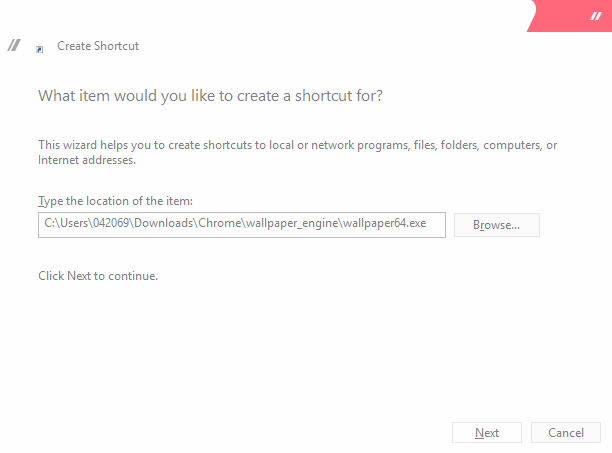 Create Shortcut
What item would you like to create a shortcut for?
This wizard helps you to create shortcuts to local or network programs, files, folders, computers, or
Internet addresses.
Type the location of the item:
C:\Users\042069\Downloads\Chrome\wallpaper_engine\wallpaper64.exe
Browse...
Click Next to continue.
Next
Cancel